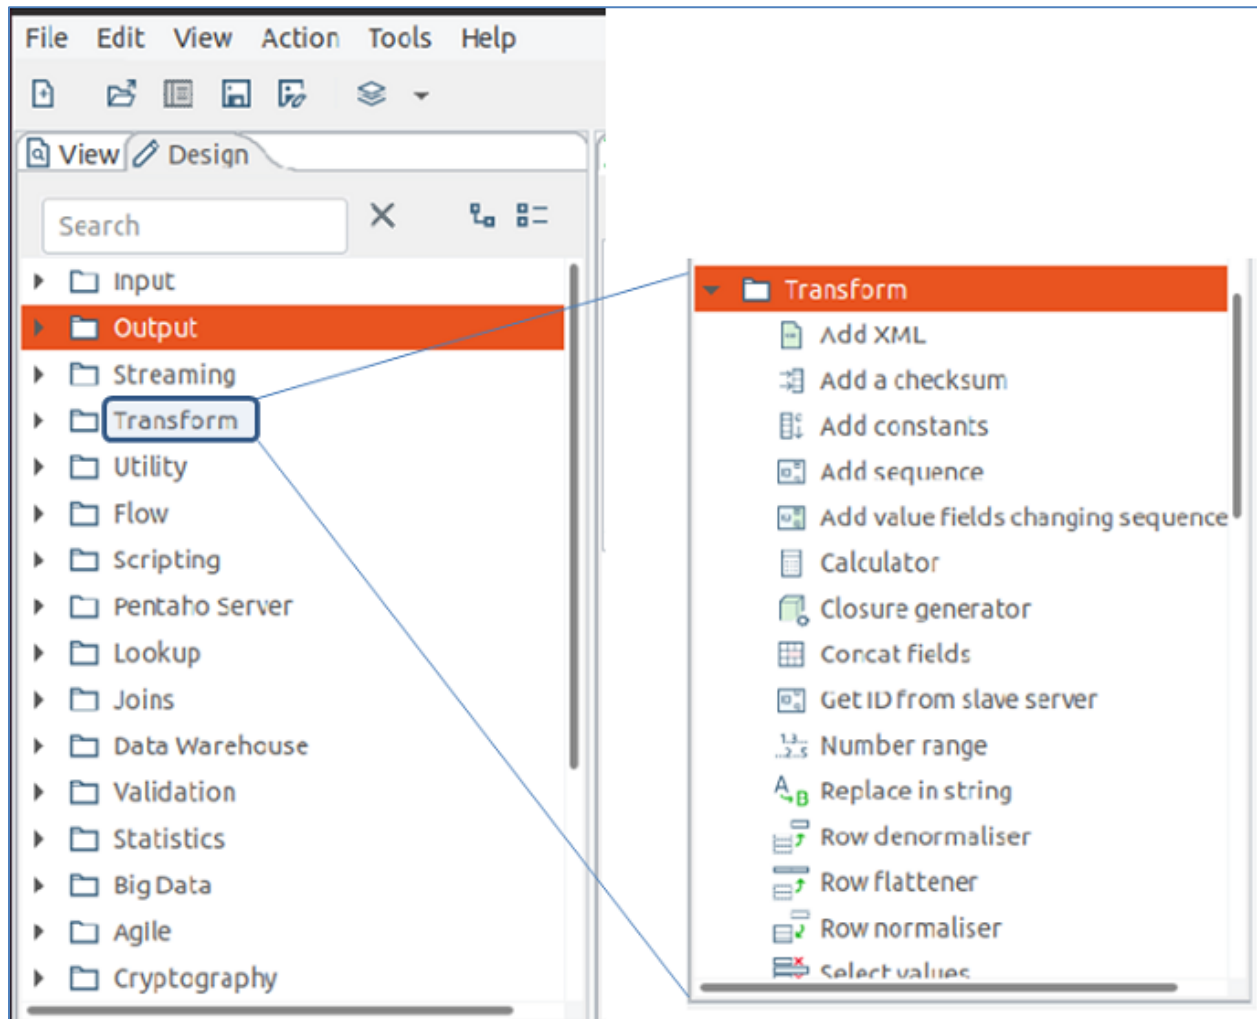 File Edit View Action Tools Help
View Design
Search
Input
Output
Streaming
Transform
Utility
Flow
Scripting
Pentaho Server
Lookup
Joins
Data Warehouse
Validation
Statistics
Big Data
Agile
Cryptography
Transform
Add XML
Add a checksum
Add constants
Add sequence
Add value fields changing sequence
Calculator
Closure generator
Concat fields
Get ID from slave server
Number range
Replace in string
Row denormaliser
Row flattener
Row normaliser
Select values